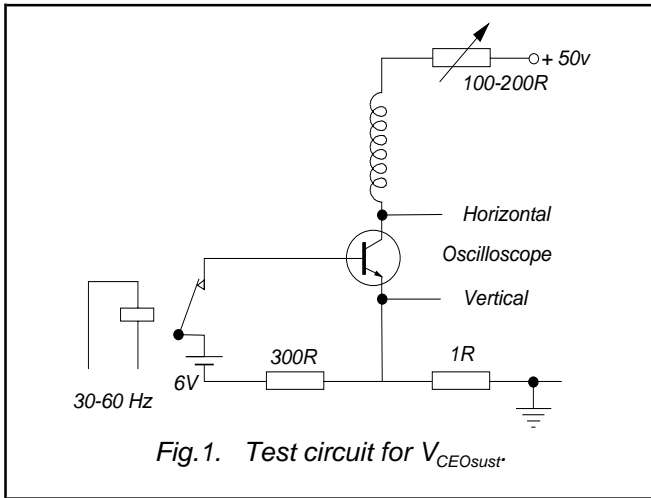 + 50v
100-200R
Horizontal
Oscilloscope
Vertical
300R
1R
6V
30-60 Hz
Fig.1. Test circuit for VCEOsust.